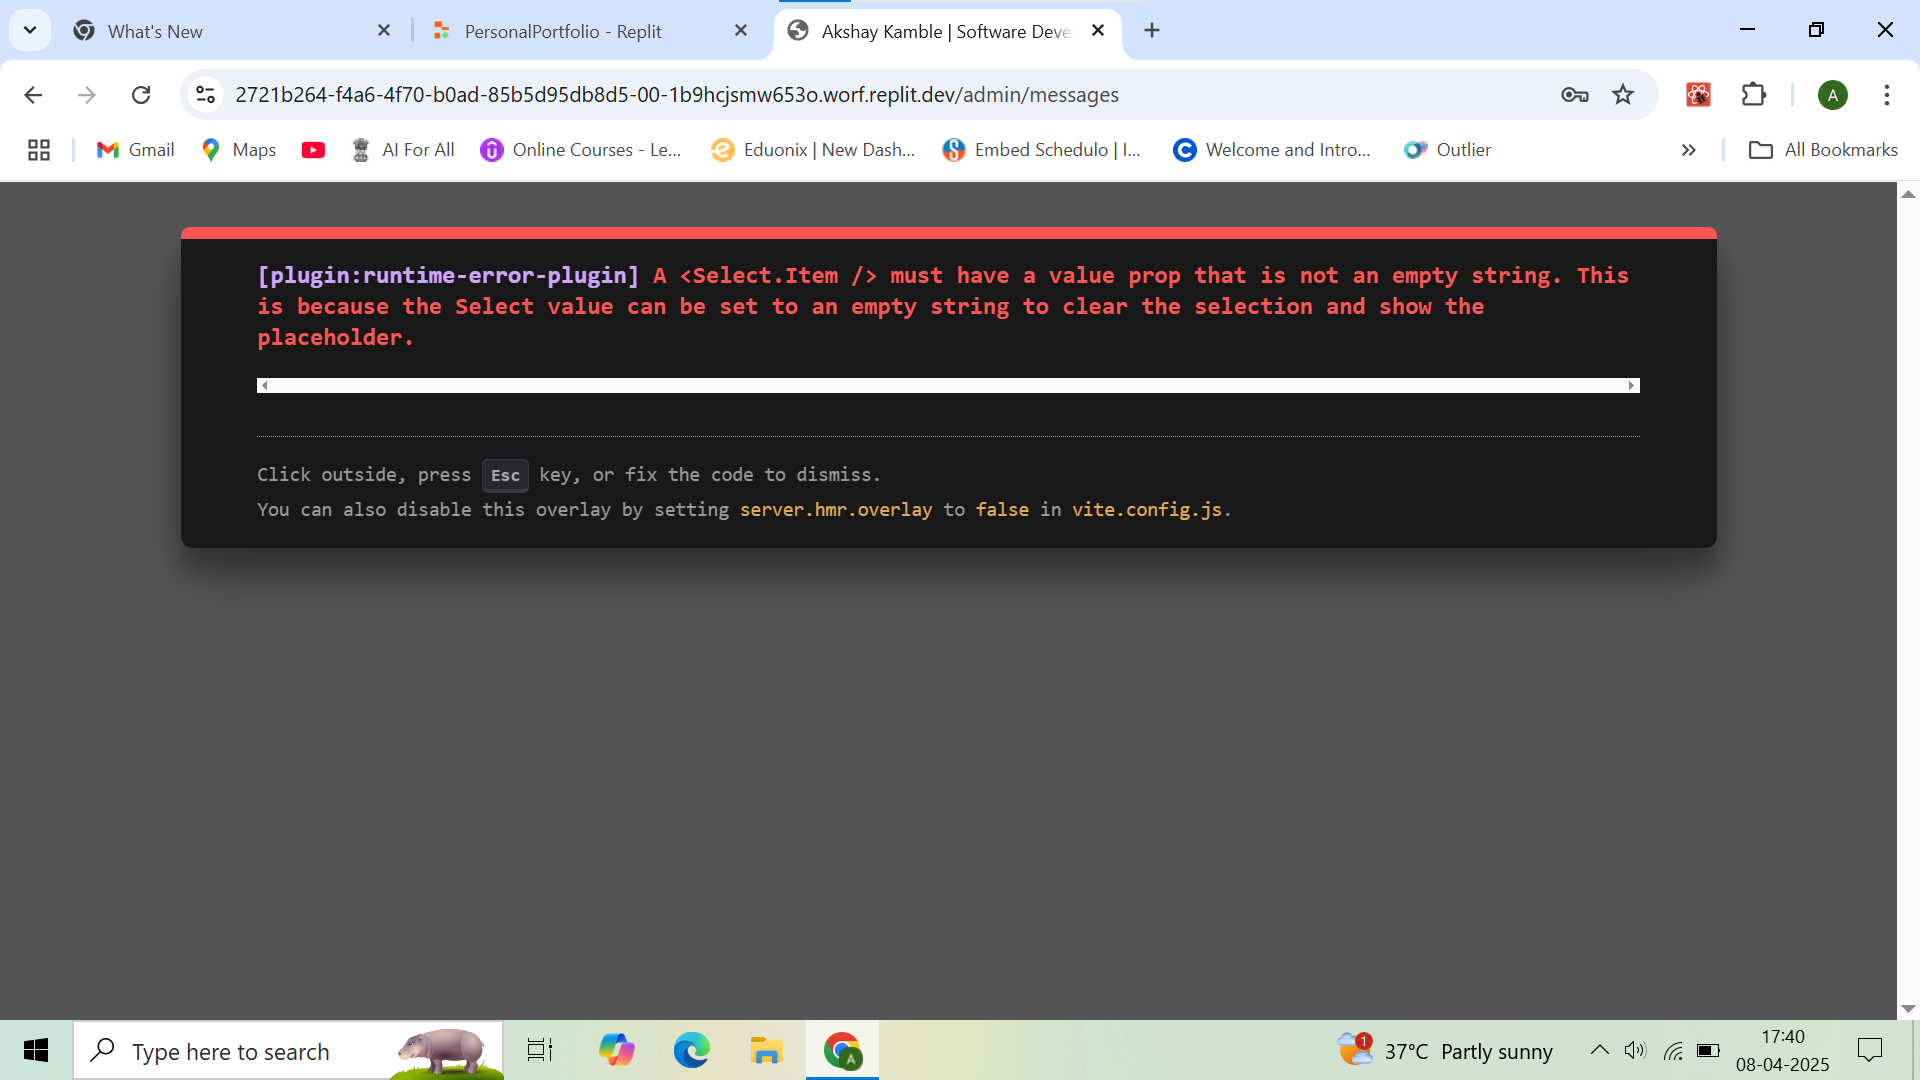 What's New
PersonalPortfolio - Replit
Akshay Kamble | Software Deve
2721b264-f4a6-4f70-b0ad-85b5d95db8d5-00-1b9hcjsmw653o.worf.replit.dev/admin/messages
A
Gmail
Maps
AI For All
Online Courses - Le...
Eduonix | New Dash...
Embed Schedulo | I...
Welcome and Intro...
Outlier
All Bookmarks
[plugin:runtime-error-plugin] A <Select.Item /> must have a value prop that is not an empty string. This
is because the Select value can be set to an empty string to clear the selection and show the
placeholder.
Click outside, press Esc key, or fix the code to dismiss.
You can also disable this overlay by setting server.hmr.overlay to false in vite.config.js.
Type here to search
A
1
37°C Partly sunny
17:40
08-04-2025